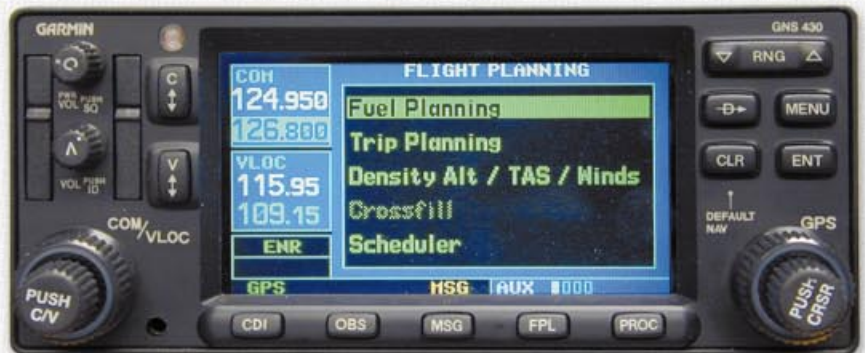 GARMIN
GNS 430
C
PWR VOL PUSH SQ
V
VOL PUSH ID
COM/VLOC
PUSH C/V
COM
124.950
126.800
VLOC
115.95
109.15
ENR
GPS
FLIGHT PLANNING
Fuel Planning
Trip Planning
Density Alt / TAS / Winds
Crossfill
Scheduler
MSG
AUX
RNG
D
MENU
CLR
ENT
DEFAULT NAV
GPS
PUSH CRSR
CDI
OBS
MSG
FPL
PROC